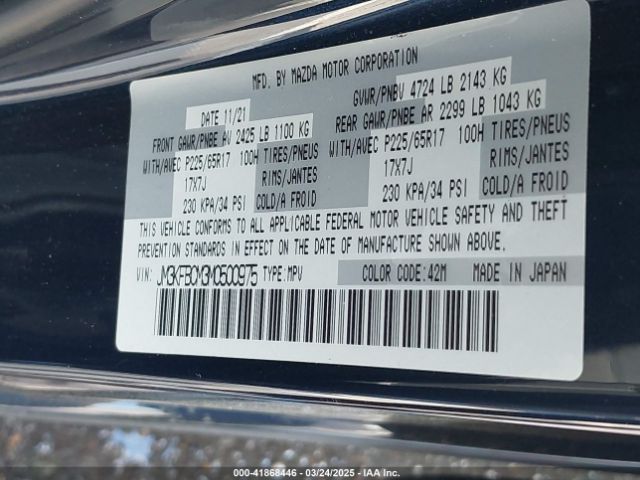 MFD. BY MAZDA MOTOR CORPORATION
DATE 11/21 GVWR/PNBV 4724 LB 2143 KG
FRONT GAWR/PNBE AV 2425 LB 1100 KG REAR GAWR/PNBE AR 2299 LB 1043 KG
WITH/AVEC P225/65R17 100H TIRES/PNEUS WITH/AVEC P225/65R17 100H TIRES/PNEUS
17X7J RIMS/JANTES 17X7J RIMS/JANTES
230 KPA/34 PSI COLD/A FROID 230 KPA/34 PSI COLD/A FROID
THIS VEHICLE CONFORMS TO ALL APPLICABLE FEDERAL MOTOR VEHICLE SAFETY AND THEFT
PREVENTION STANDARDS IN EFFECT ON THE DATE OF MANUFACTURE SHOWN ABOVE.
VIN: JM3KFBCM3M0500975 TYPE: MPV COLOR CODE: 42M MADE IN JAPAN
000-41868446 - 03/24/2025 - IAA Inc.